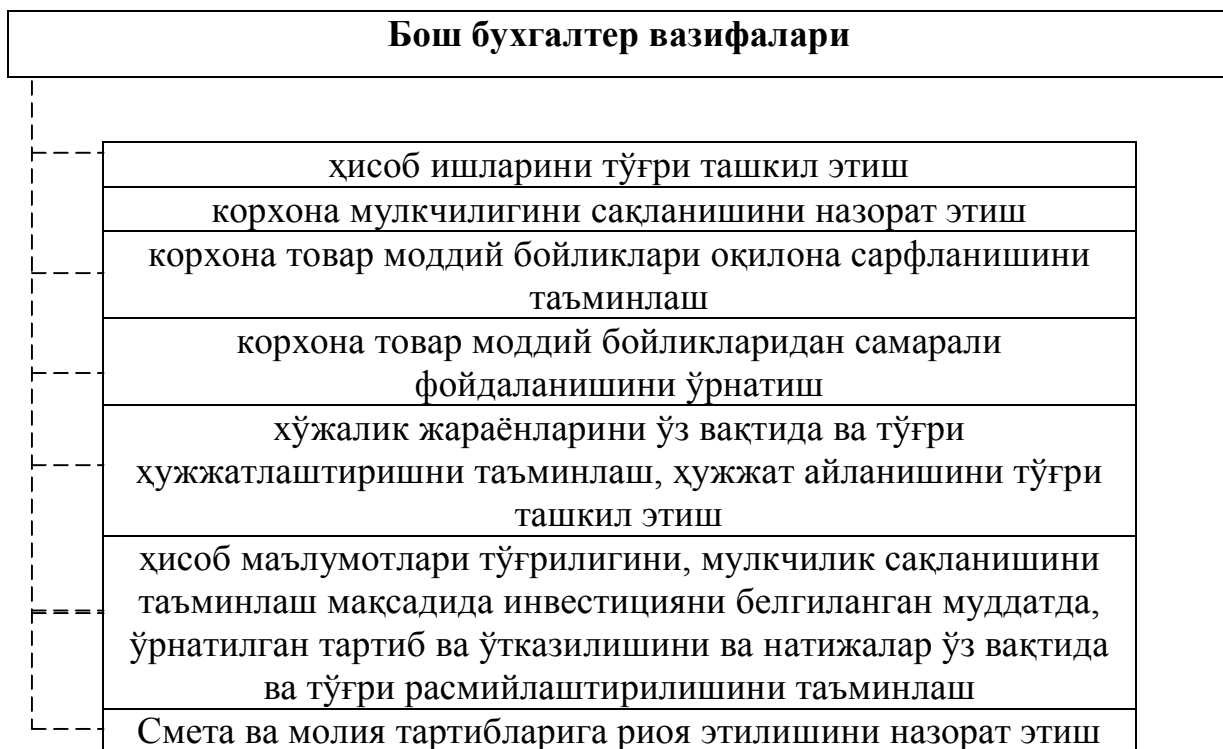 Бош бухгалтер вазифалари
ҳисоб ишларини тўғри ташкил этиш
корхона мулкчилигини сақланишини назорат этиш
корхона товар моддий бойликлари оқилона сарфланишини
таъминлаш
корхона товар моддий бойликларидан самарали
фойдаланишини ўрнатиш
хўжалик жараёнларини ўз вақтида ва тўғри
ҳужжатлаштиришни таъминлаш, ҳужжат айланишини тўғри
ташкил этиш
ҳисоб маълумотлари тўғрилигини, мулкчилик сақланишини
таъминлаш мақсадида инвестицияни белгиланган муддатда,
ўрнатилган тартиб ва ўтказилишини ва натижалар ўз вақтида
ва тўғри расмийлаштирилишини таъминлаш
Смета ва молия тартибларига риоя этилишини назорат этиш